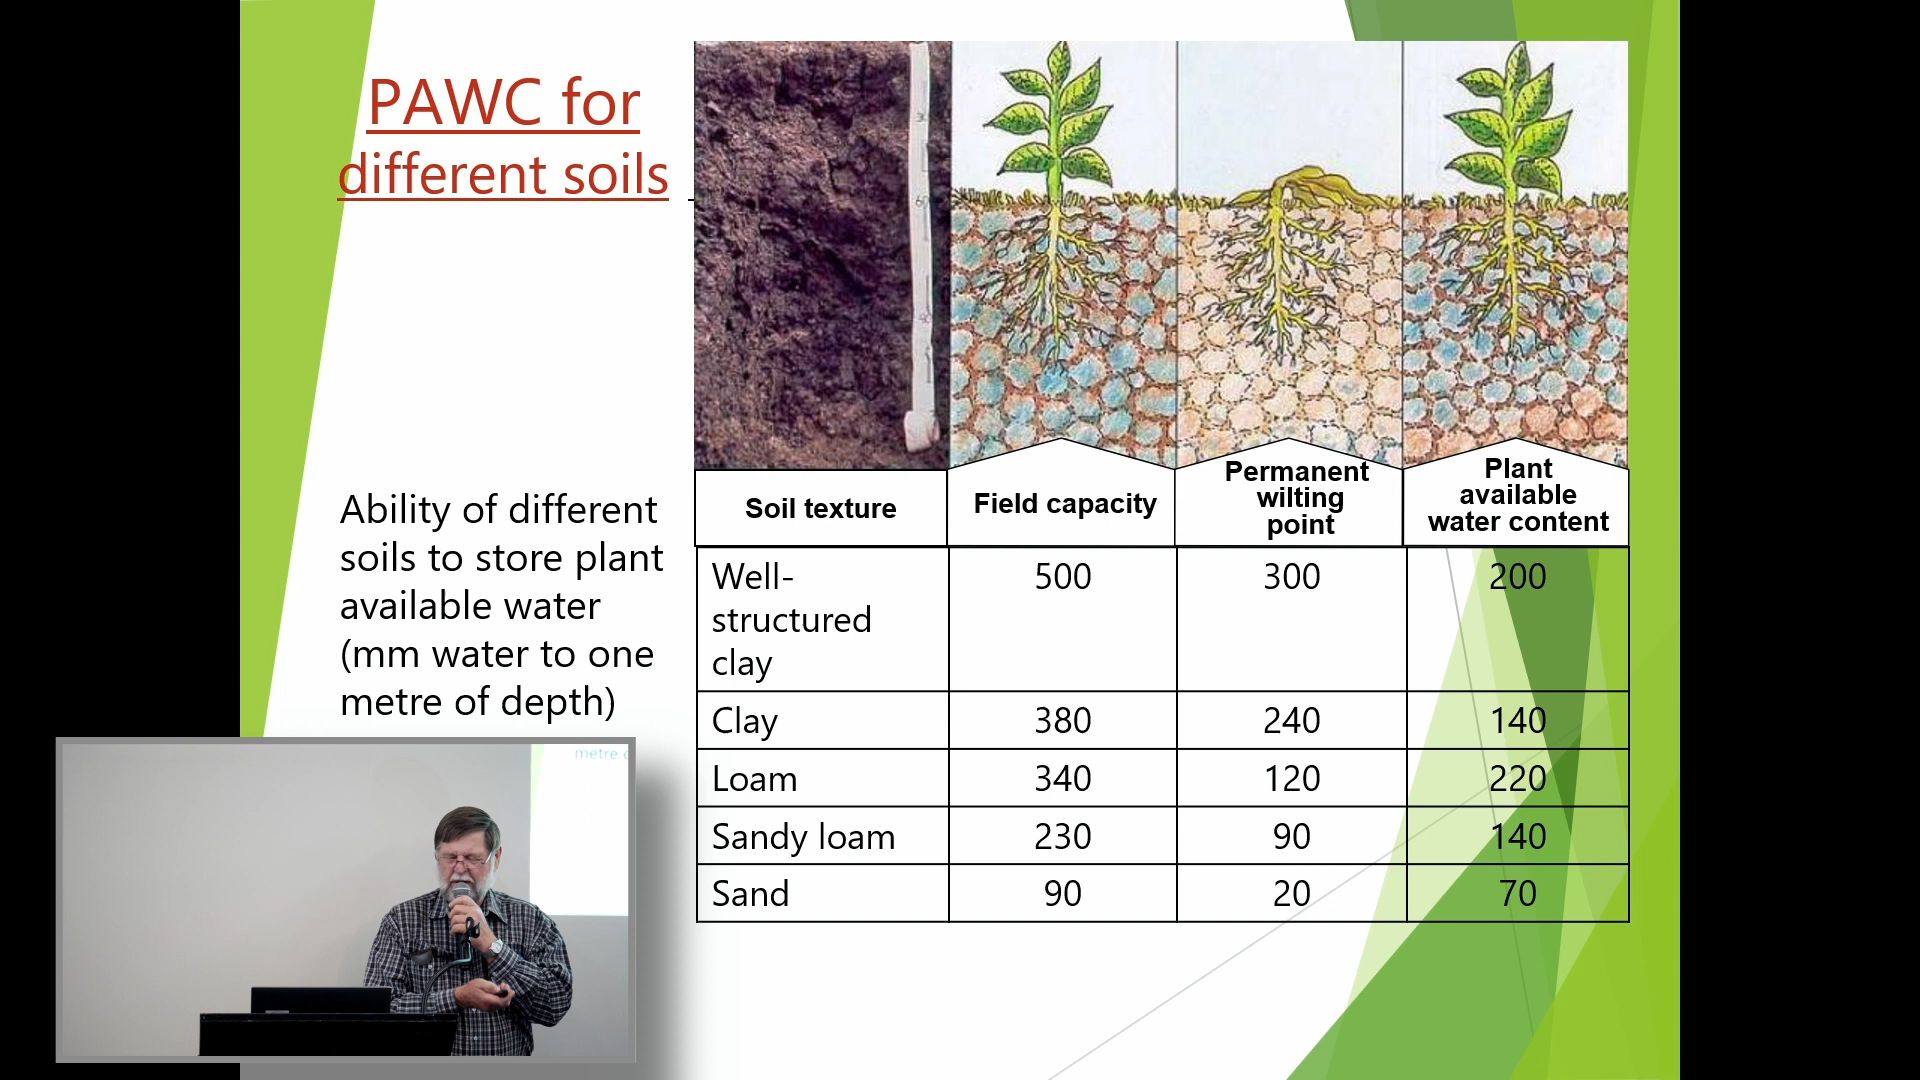 PAWC for
different soils
Ability of different
soils to store plant
available water
(mm water to one
metre of depth)
Soil texture
Field capacity
Permanent
wilting
point
Plant
available
water content
Well-
structured
clay
500
300
200
Clay
380
240
140
Loam
340
120
220
Sandy loam
230
90
140
Sand
90
20
70
60
metre